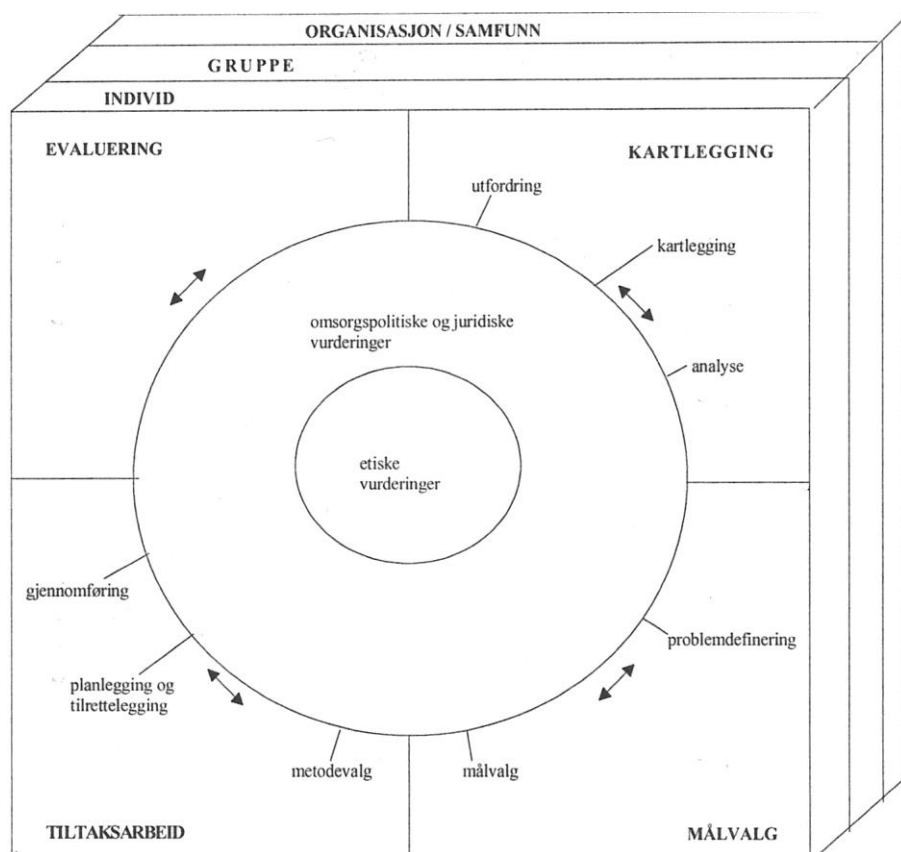 ORGANISASJON / SAMFUNN
GRUPPE
INDIVID
EVALUERING
KARTLEGGING
utfordring
kartlegging
omsorgspolitiske og juridiske
vurderinger
analyse
etiske
vurderinger
gjennomføring
problemdefinering
planlegging og
tilrettelegging
metodevalg
målvalg
TILTAKSARBEID
MÅLVALG